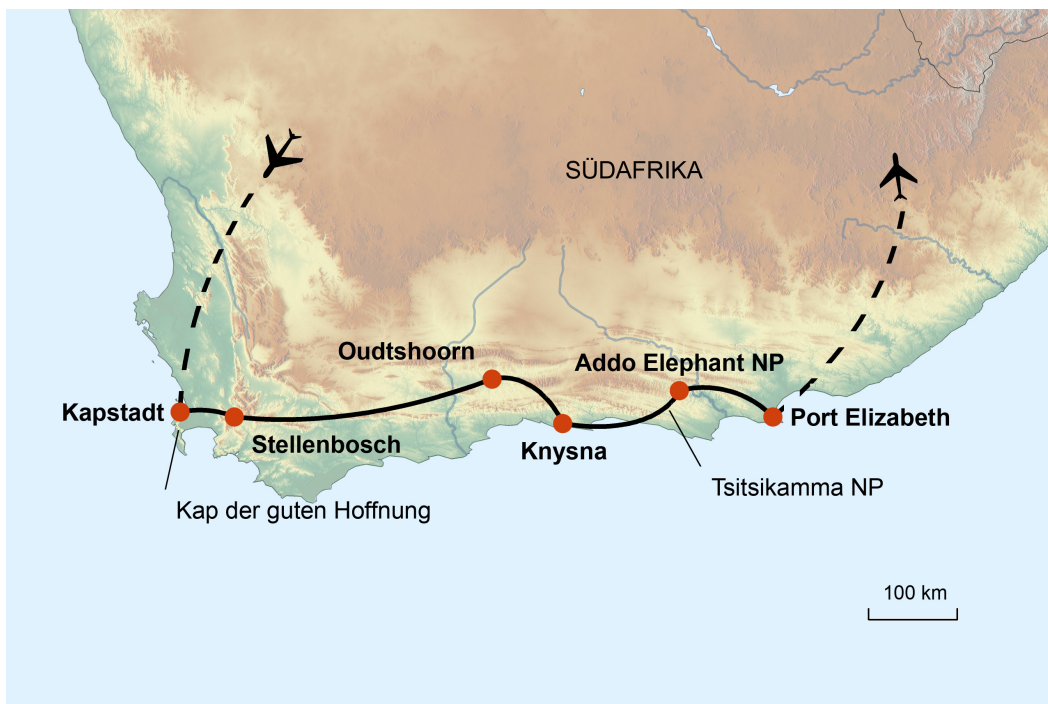 SÜDAFRIKA
Oudtshoorn
Addo Elephant NP
Kapstadt
Port Elizabeth
Stellenbosch
Knysna
Tsitsikamma NP
Kap der guten Hoffnung
100 km